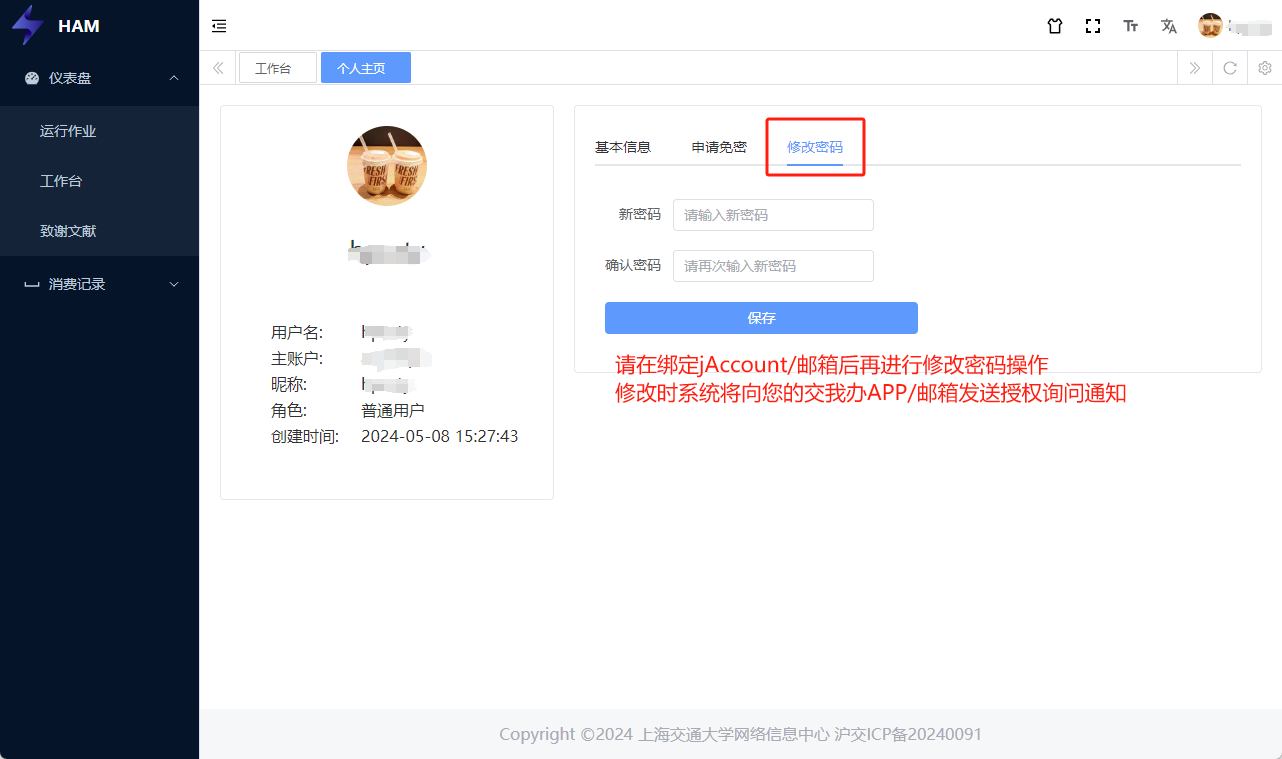 HAM
仪表盘
运行作业
工作台
致谢文献
消费记录
工作台
个人主页
用户名:
主账户:
昵称:
角色: 普通用户
创建时间: 2024-05-08 15:27:43
基本信息 申请免密 修改密码
新密码 请输入新密码
确认密码 请再次输入新密码
保存
请在绑定jAccount/邮箱后再进行修改密码操作
修改时系统将向您的交我办APP/邮箱发送授权询问通知
Copyright ©2024 上海交通大学网络信息中心 沪交ICP备20240091